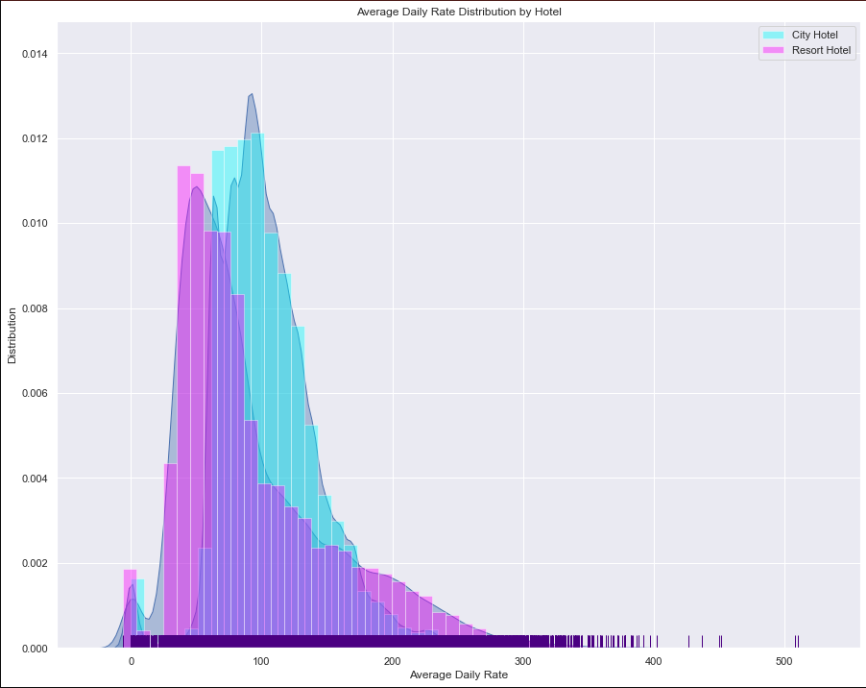 Average Daily Rate Distribution by Hotel
City Hotel
Resort Hotel
0.014
0.012
0.010
0.008
0.006
0.004
0.002
0.000
Distribution
0 100 200 300 400 500
Average Daily Rate